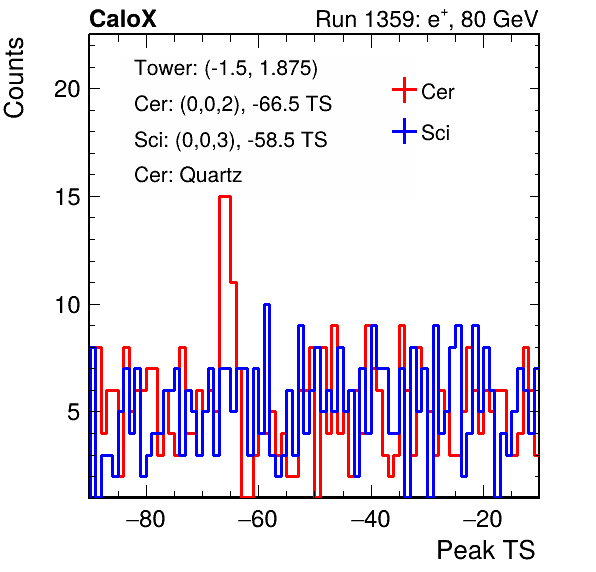 CaloX Run 1359: e⁺, 80 GeV
Counts
Tower: (-1.5, 1.875)
Cer: (0,0,2), -66.5 TS
Sci: (0,0,3), -58.5 TS
Cer: Quartz
Cer
Sci
20
15
10
5
−80 −60 −40 −20
Peak TS